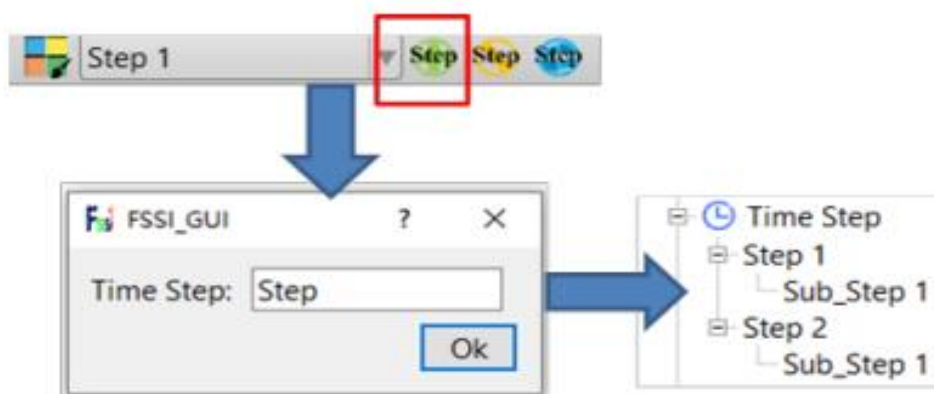 Step 1 Step Step Step
FSSI_GUI ? ×
Time Step: Step
Ok
Time Step
Step 1
Sub_Step 1
Step 2
Sub_Step 1